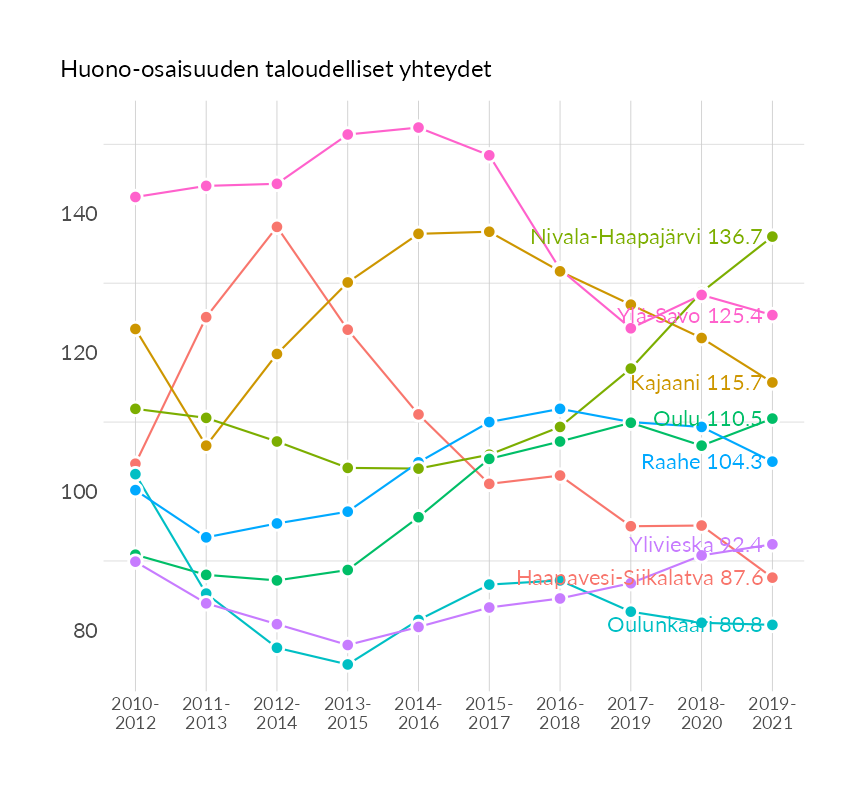 Huono-osaisuuden taloudelliset yhteydet
140
120
100
80
Nivala-Haapajärvi 136.7
Ylä-Savo 125.4
Kajaani 115.7
Oulu 110.5
Raahe 104.3
Ylivieska 92.4
Haapavesi-Siikalatva 87.6
Oulunkaari 80.8
2010-
2012
2011-
2013
2012-
2014
2013-
2015
2014-
2016
2015-
2017
2016-
2018
2017-
2019
2018-
2020
2019-
2021